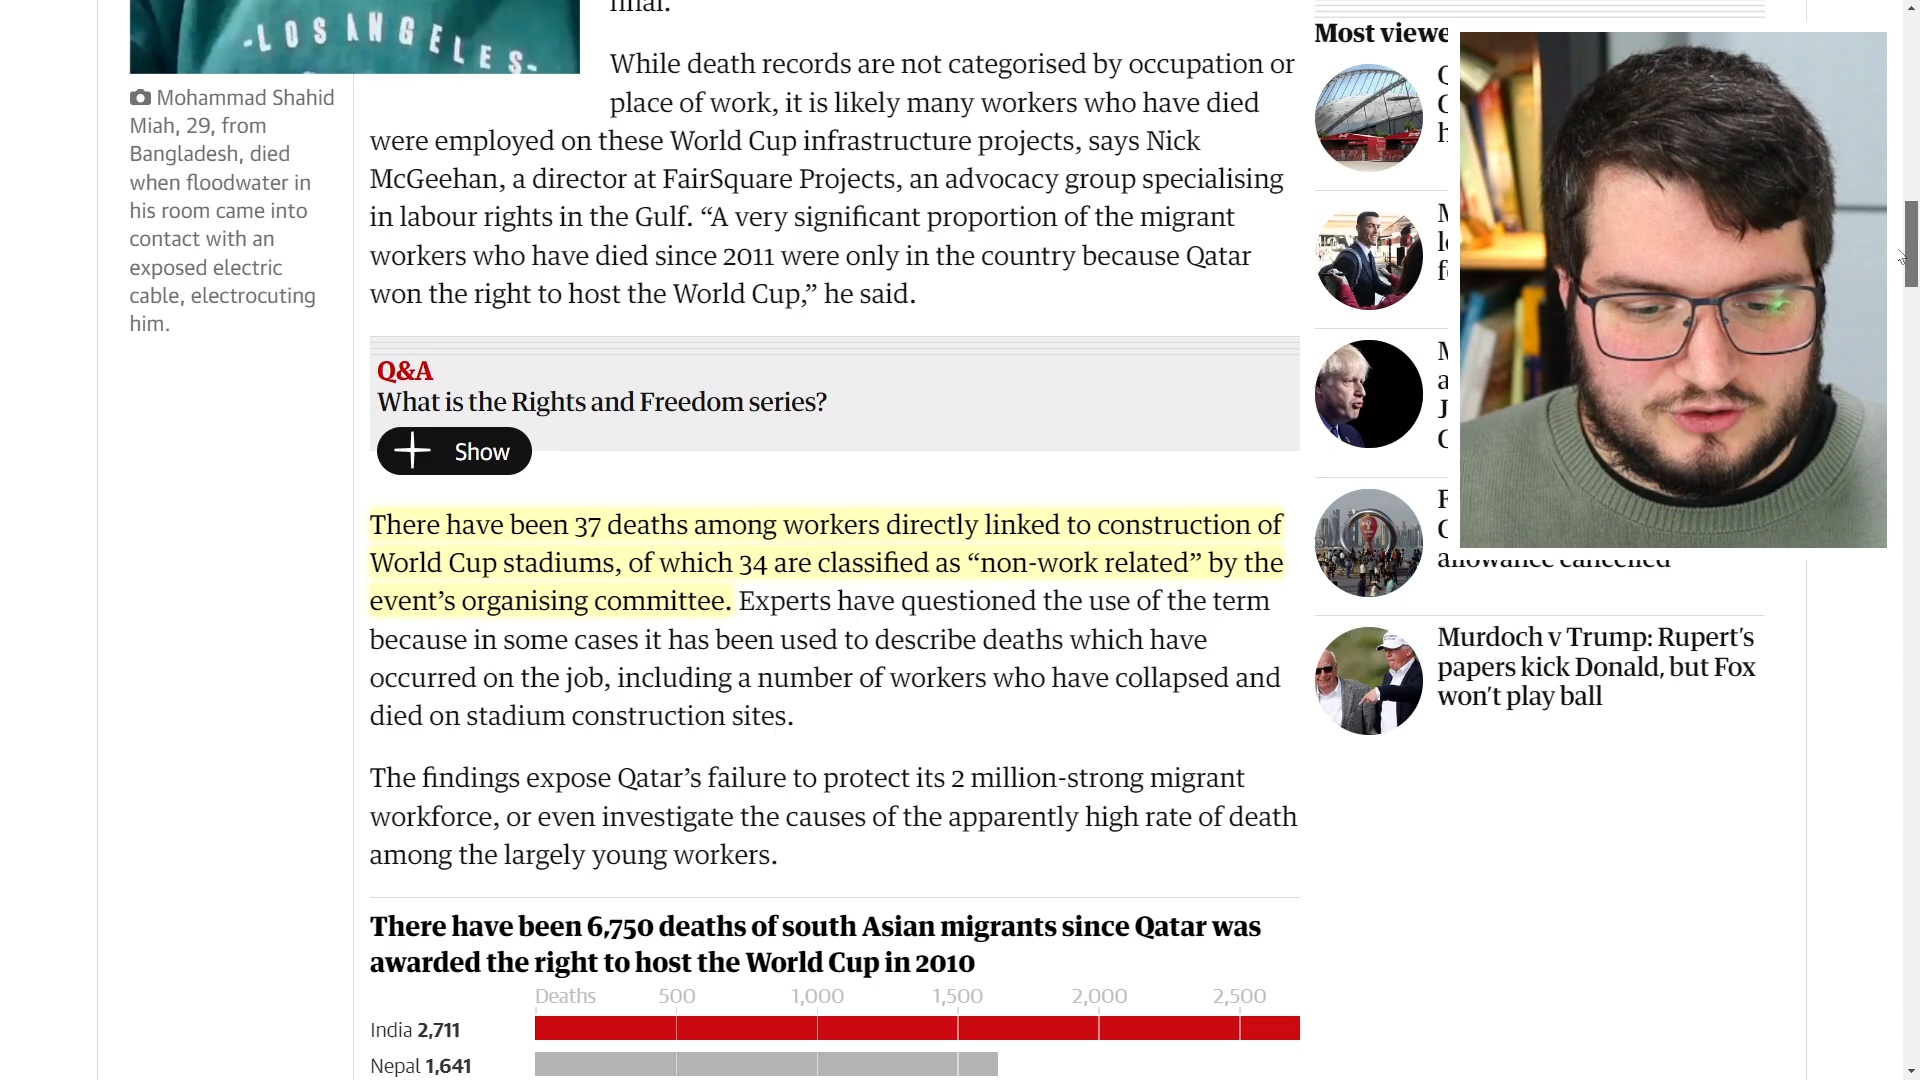 -LOS ANGELES-
Mohammad Shahid
Miah, 29, from
Bangladesh, died
when floodwater in
his room came into
contact with an
exposed electric
cable, electrocuting
him.
final.
While death records are not categorised by occupation or
place of work, it is likely many workers who have died
were employed on these World Cup infrastructure projects, says Nick
McGeehan, a director at FairSquare Projects, an advocacy group specialising
in labour rights in the Gulf. “A very significant proportion of the migrant
workers who have died since 2011 were only in the country because Qatar
won the right to host the World Cup,” he said.
Q&A
What is the Rights and Freedom series?
Show
There have been 37 deaths among workers directly linked to construction of
World Cup stadiums, of which 34 are classified as “non-work related” by the
event’s organising committee. Experts have questioned the use of the term
because in some cases it has been used to describe deaths which have
occurred on the job, including a number of workers who have collapsed and
died on stadium construction sites.
The findings expose Qatar’s failure to protect its 2 million-strong migrant
workforce, or even investigate the causes of the apparently high rate of death
among the largely young workers.
There have been 6,750 deaths of south Asian migrants since Qatar was
awarded the right to host the World Cup in 2010
Deaths 500 1,000 1,500 2,000 2,500
India 2,711
Nepal 1,641
Most viewe
allowance cancelled
Murdoch v Trump: Rupert’s
papers kick Donald, but Fox
won’t play ball